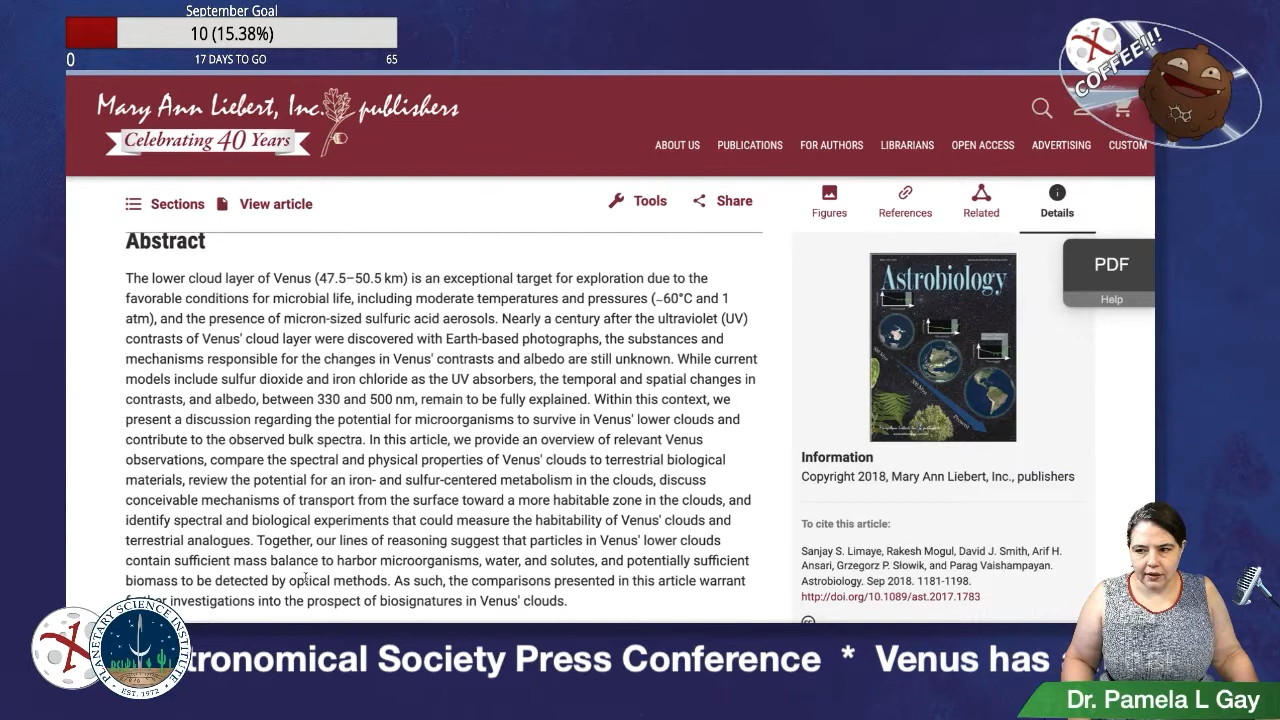 September Goal
10 (15.38%)
0
17 DAYS TO GO
65
COFFEE!!!
Mary Ann Liebert, Inc. publishers
Celebrating 40 Years
ABOUT US
PUBLICATIONS
FOR AUTHORS
LIBRARIANS
OPEN ACCESS
ADVERTISING
CUSTOM
Sections
View article
Tools
Share
Figures
References
Related
Details
Abstract
The lower cloud layer of Venus (47.5–50.5 km) is an exceptional target for exploration due to the
favorable conditions for microbial life, including moderate temperatures and pressures (~60°C and 1
atm), and the presence of micron-sized sulfuric acid aerosols. Nearly a century after the ultraviolet (UV)
contrasts of Venus' cloud layer were discovered with Earth-based photographs, the substances and
mechanisms responsible for the changes in Venus' contrasts and albedo are still unknown. While current
models include sulfur dioxide and iron chloride as the UV absorbers, the temporal and spatial changes in
contrasts, and albedo, between 330 and 500 nm, remain to be fully explained. Within this context, we
present a discussion regarding the potential for microorganisms to survive in Venus' lower clouds and
contribute to the observed bulk spectra. In this article, we provide an overview of relevant Venus
observations, compare the spectral and physical properties of Venus' clouds to terrestrial biological
materials, review the potential for an iron- and sulfur-centered metabolism in the clouds, discuss
conceivable mechanisms of transport from the surface toward a more habitable zone in the clouds, and
identify spectral and biological experiments that could measure the habitability of Venus' clouds and
terrestrial analogues. Together, our lines of reasoning suggest that particles in Venus' lower clouds
contain sufficient mass balance to harbor microorganisms, water, and solutes, and potentially sufficient
biomass to be detected by optical methods. As such, the comparisons presented in this article warrant
investigations into the prospect of biosignatures in Venus' clouds.
PDF
Help
Astrobiology
Present
Information
Copyright 2018, Mary Ann Liebert, Inc., publishers
To cite this article:
Sanjay S. Limaye, Rakesh Mogul, David J. Smith, Arif H.
Ansari, Grzegorz P. Słowik, and Parag Vaishampayan.
Astrobiology. Sep 2018. 1181-1198.
http://doi.org/10.1089/ast.2017.1783
PLANETARY SCIENCE INSTITUTE
EST. 1972
tronomical Society Press Conference * Venus has
Dr. Pamela L Gay